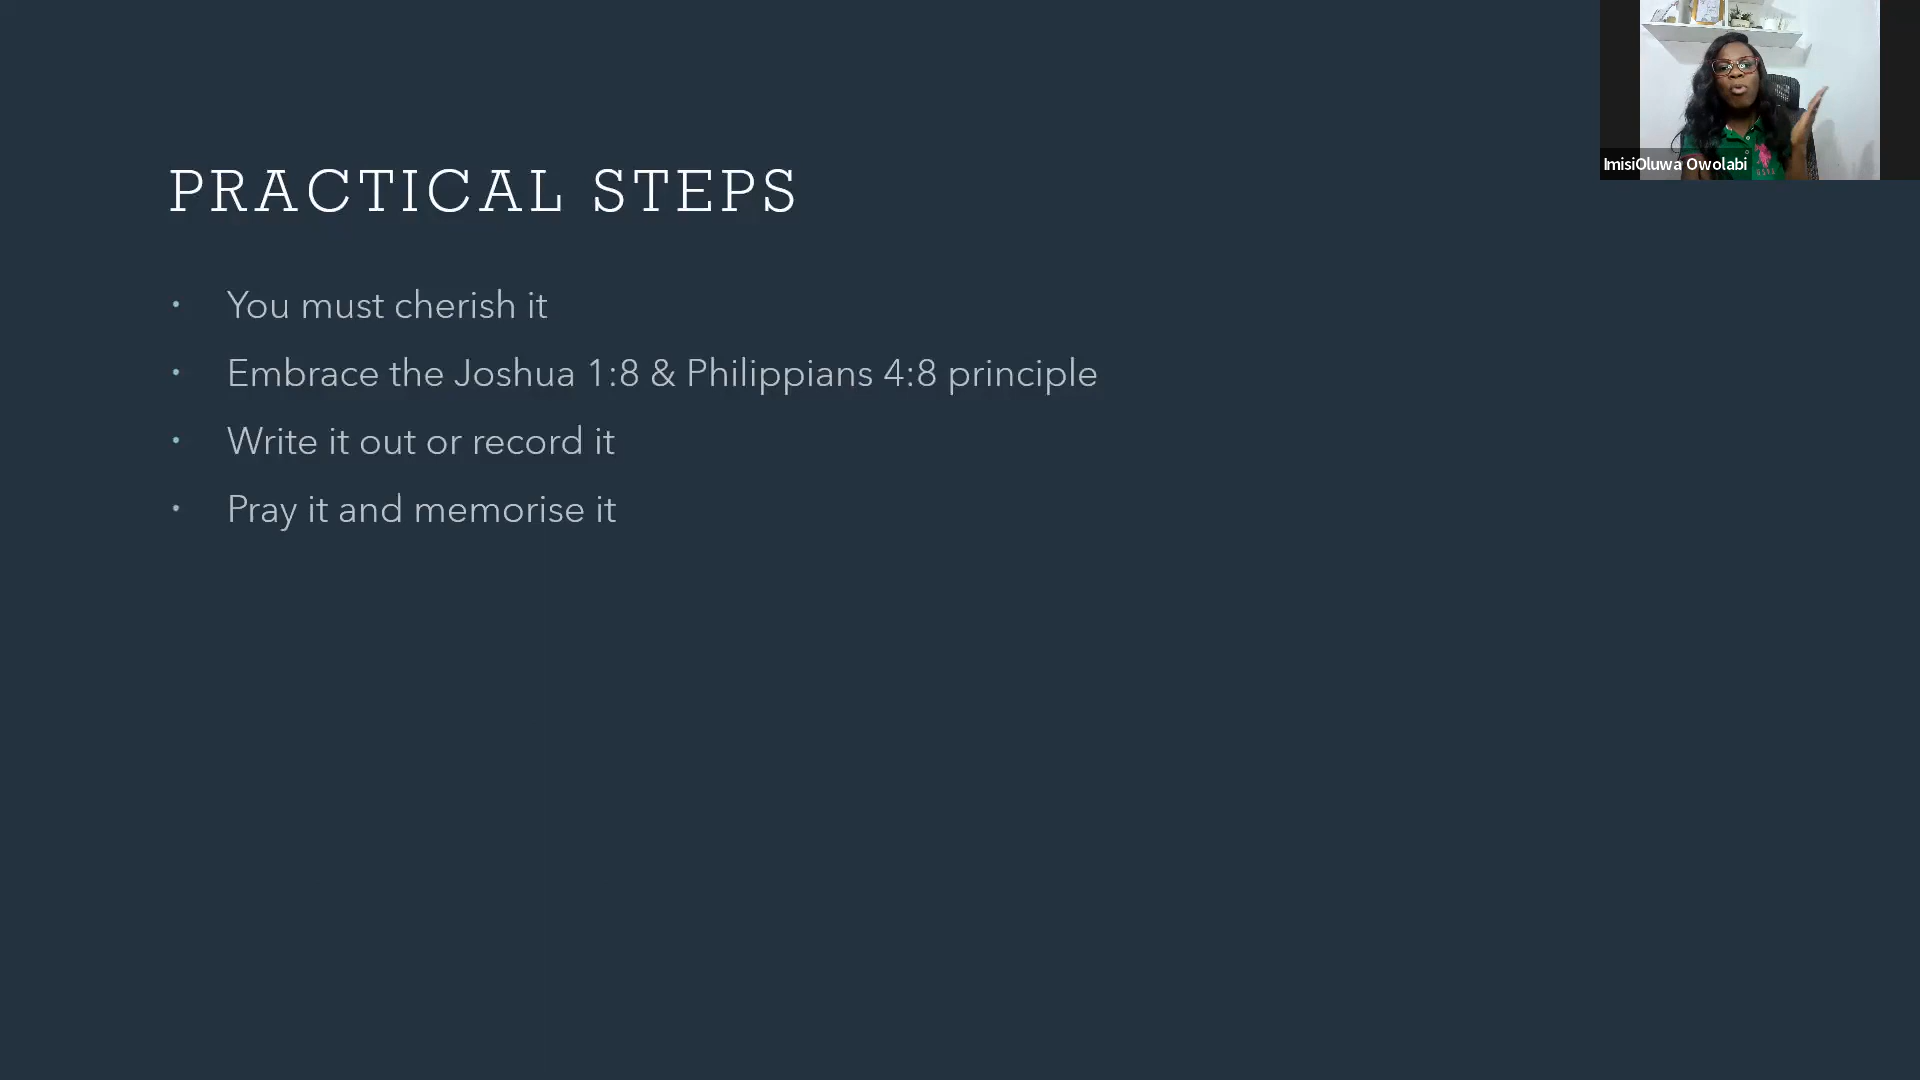 PRACTICAL STEPS
• You must cherish it
• Embrace the Joshua 1:8 & Philippians 4:8 principle
• Write it out or record it
• Pray it and memorise it
ImisiOluwa Owolabi